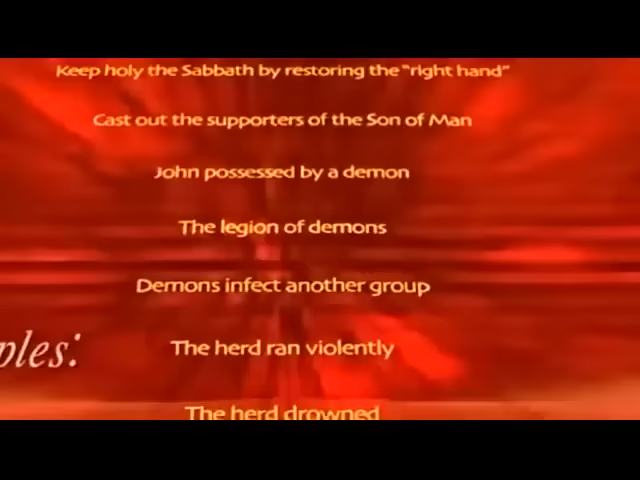 Keep holy the Sabbath by restoring the "right hand"
Cast out the supporters of the Son of Man
John possessed by a demon
The legion of demons
Demons infect another group
The herd ran violently
The herd drowned